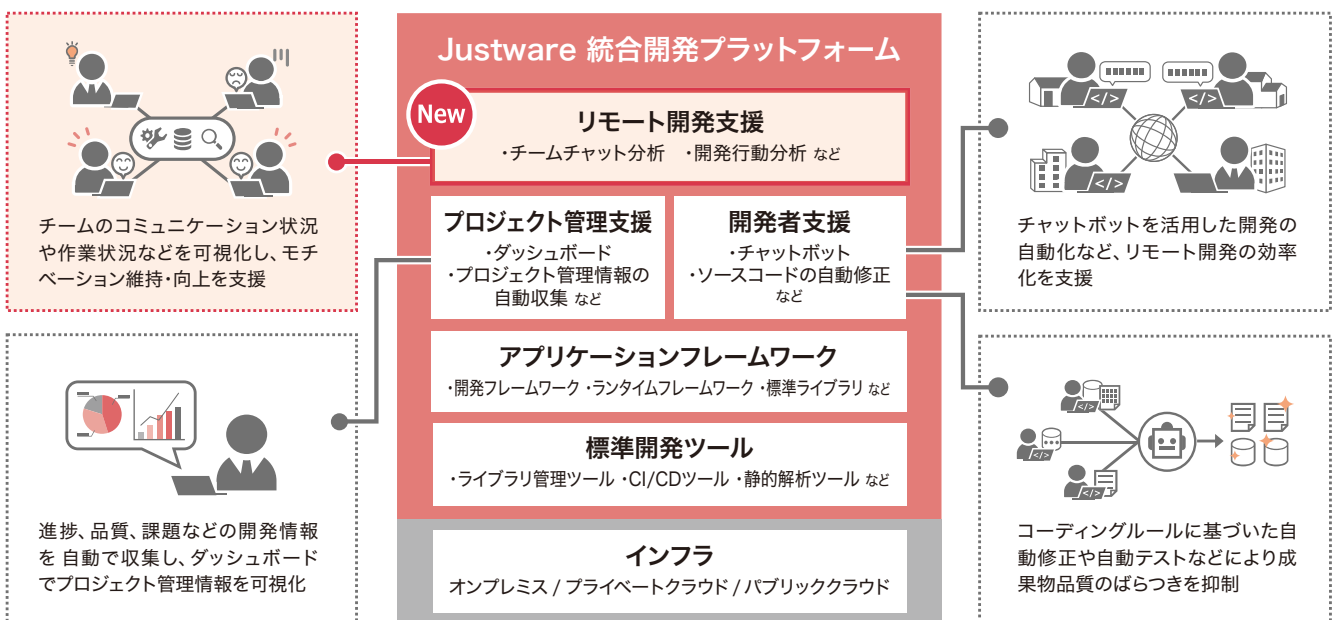 チームのコミュニケーション状況
や作業状況などを可視化し、モチ
ベーション維持・向上を支援
進捗、品質、課題などの開発情報
を自動で収集し、ダッシュボード
でプロジェクト管理情報を可視化
Justware 統合開発プラットフォーム
New
リモート開発支援
・チームチャット分析 ・開発行動分析 など
プロジェクト管理支援
・ダッシュボード
・プロジェクト管理情報の
自動収集 など
開発者支援
・チャットボット
・ソースコードの自動修正
など
アプリケーションフレームワーク
・開発フレームワーク ・ランタイムフレームワーク ・標準ライブラリ など
標準開発ツール
・ライブラリ管理ツール ・CI/CDツール ・静的解析ツール など
インフラ
オンプレミス / プライベートクラウド / パブリッククラウド
</> </>
</>
チャットボットを活用した開発の
自動化など、リモート開発の効率
化を支援
</>
</>
</>
コーディングルールに基づいた自
動修正や自動テストなどにより成
果物品質のばらつきを抑制